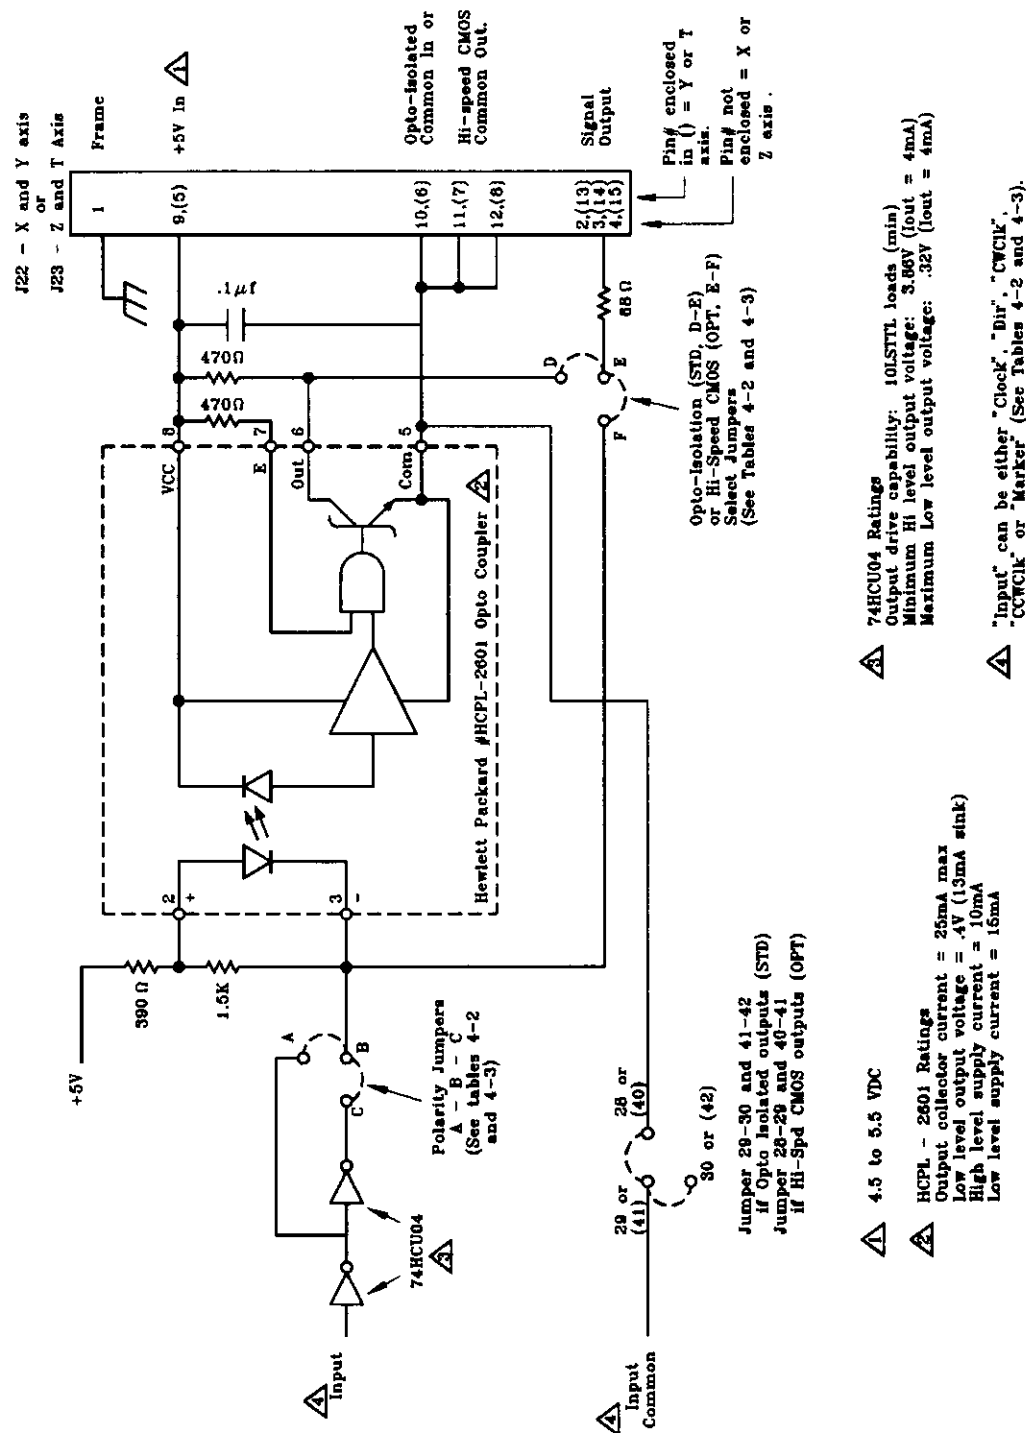 J22 - X and Y axis
or
J23 - Z and T Axis
1
Frame
9,(5)
+5V In
1
10,(6)
11,(7)
12,(8)
Opto-isolated
Common In or
Hi-speed CMOS
Common Out.
2,(13)
3,(14)
4,(15)
Signal
Output
Pin# enclosed
in () = Y or T
axis.
Pin# not
enclosed = X or
Z axis .
.1µf
470Ω
470Ω
68Ω
8
VCC
7
E
6
Out
5
Com
2
Hewlett Packard #HCPL-2601 Opto Coupler
2
+
3
-
+5V
390 Ω
1.5K
A
B
C
Polarity Jumpers
A - B - C
(See tables 4-2
and 4-3)
74HCU04
3
4
Input
D
E
F
Opto-Isolation (STD, D-E)
or Hi-Speed CMOS (OPT, E-F)
Select Jumpers
(See Tables 4-2 and 4-3)
4
Input
Common
29 or
(41)
28 or
(40)
30 or (42)
Jumper 29-30 and 41-42
if Opto Isolated outputs (STD)
Jumper 28-29 and 40-41
if Hi-Spd CMOS outputs (OPT)
1
4.5 to 5.5 VDC
2
HCPL - 2601 Ratings
Output collector current = 25mA max
Low level output voltage = .4V (13mA sink)
High level supply current = 10mA
Low level supply current = 15mA
3
74HCU04 Ratings
Output drive capability: 10LSTTL loads (min)
Minimum Hi level output voltage: 3.86V (Iout = 4mA)
Maximum Low level output voltage: .32V (Iout = 4mA)
4
"Input" can be either "Clock", "Dir", "CWClk",
"CCWClk" or "Marker" (See Tables 4-2 and 4-3).